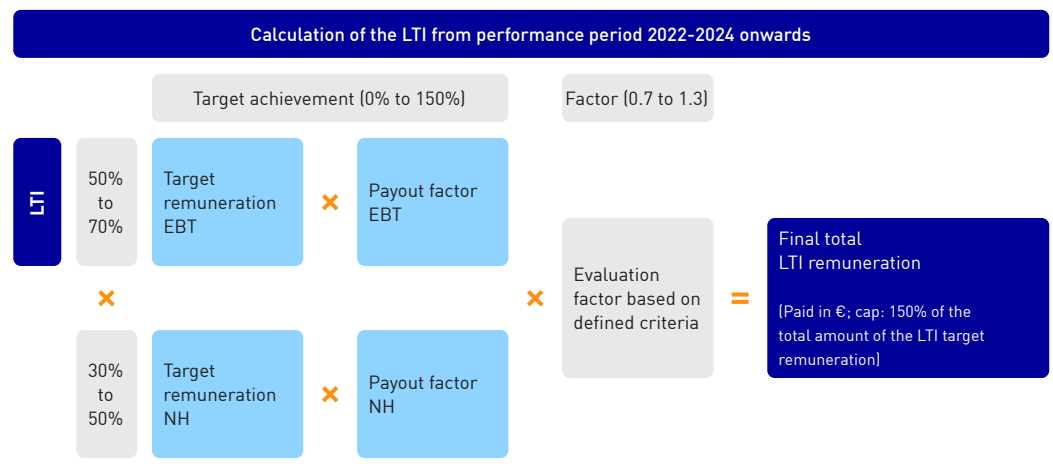 Calculation of the LTI from performance period 2022-2024 onwards
Target achievement (0% to 150%)
Factor (0.7 to 1.3)
LTI
50%
to
70%
Target
remuneration
EBT
×
Payout factor
EBT
×
30%
to
50%
Target
remuneration
NH
×
Payout factor
NH
×
Evaluation
factor based on
defined criteria
=
Final total
LTI remuneration
(Paid in €; cap: 150% of the
total amount of the LTI target
remuneration)